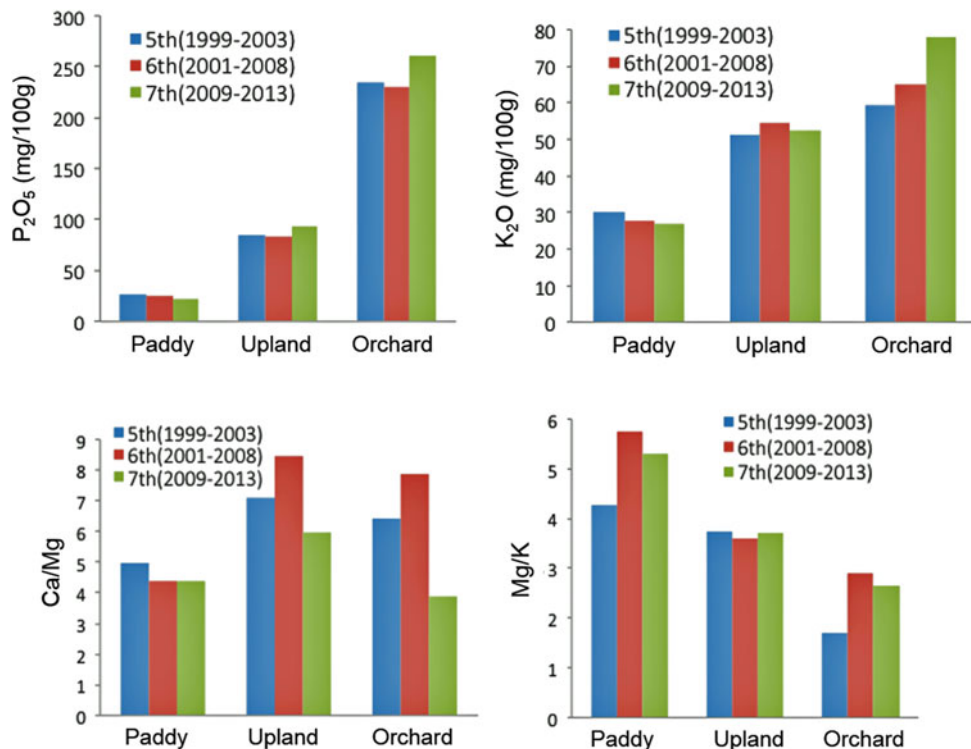 P₂O₅ (mg/100g)
300
250
200
150
100
50
0
5th(1999-2003)
6th(2001-2008)
7th(2009-2013)
Paddy Upland Orchard
K₂O (mg/100g)
80
70
60
50
40
30
20
10
0
5th(1999-2003)
6th(2001-2008)
7th(2009-2013)
Paddy Upland Orchard
Ca/Mg
9
8
7
6
5
4
3
2
1
0
5th(1999-2003)
6th(2001-2008)
7th(2009-2013)
Paddy Upland Orchard
Mg/K
6
5
4
3
2
1
0
5th(1999-2003)
6th(2001-2008)
7th(2009-2013)
Paddy Upland Orchard